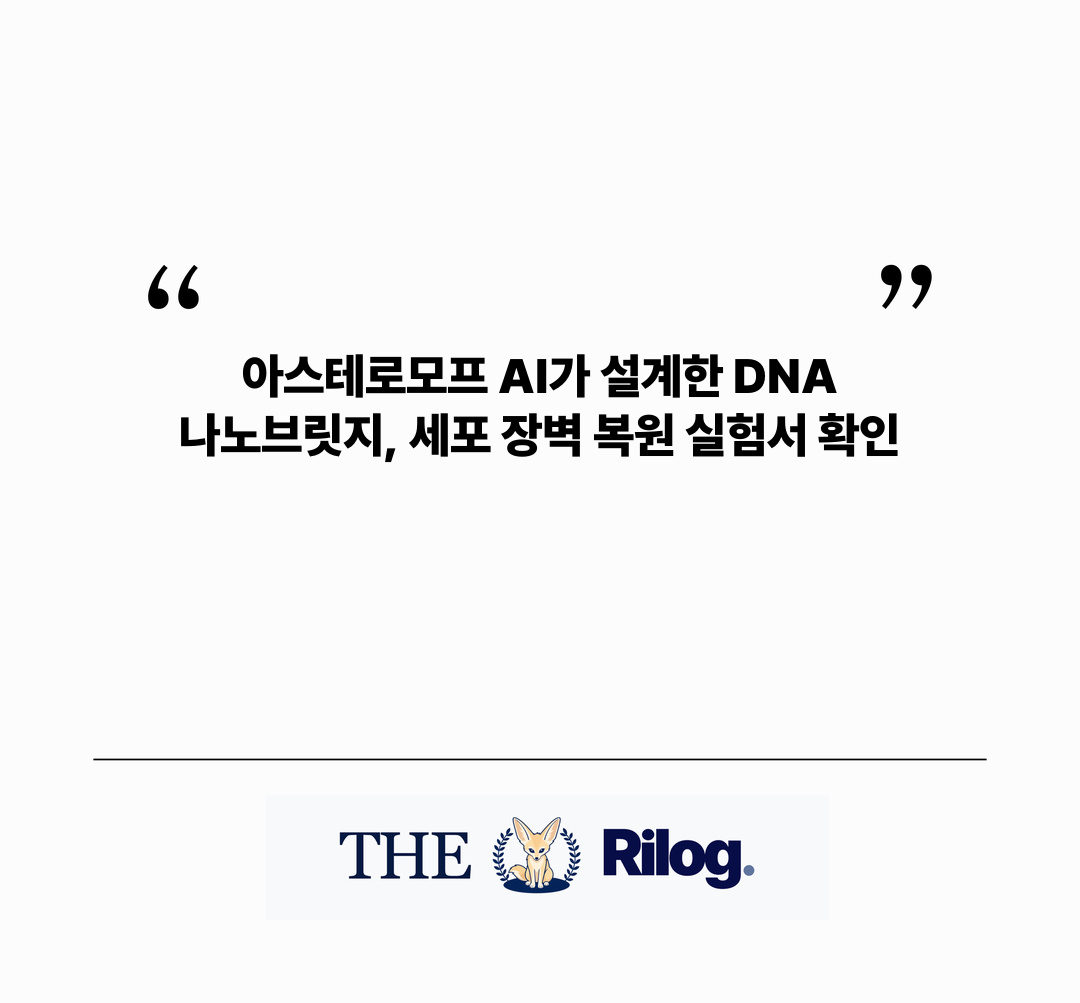 “ ”
아스테로모프 AI가 설계한 DNA
나노브릿지, 세포 장벽 복원 실험서 확인
THE Rilog.